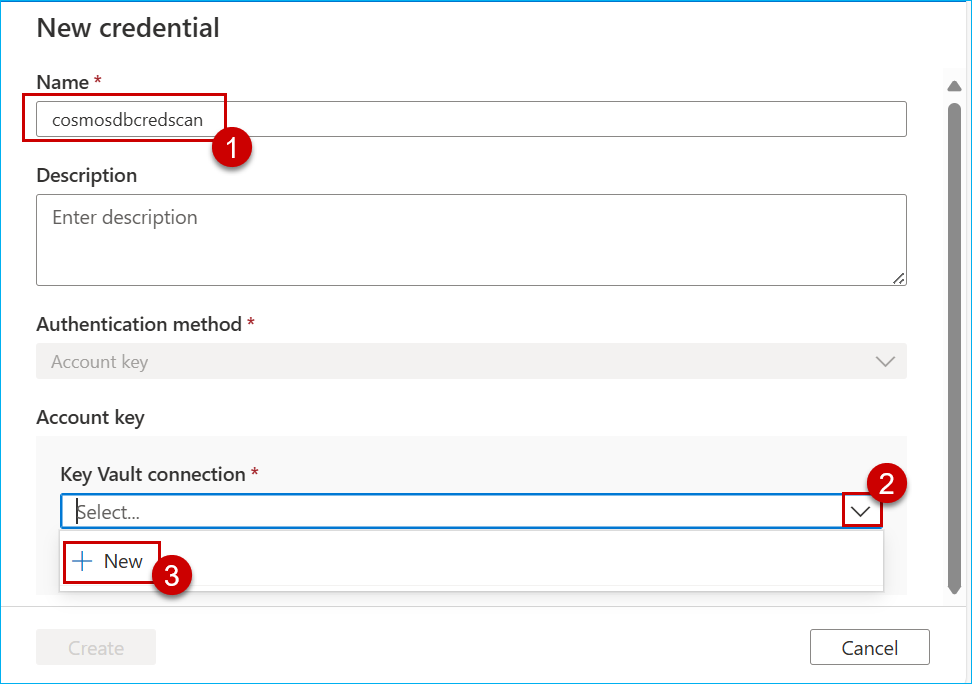 New credential
Name *
cosmosdbcredscan
1
Description
Enter description
Authentication method *
Account key
Account key
Key Vault connection *
2
Select...
New
3
Create Cancel